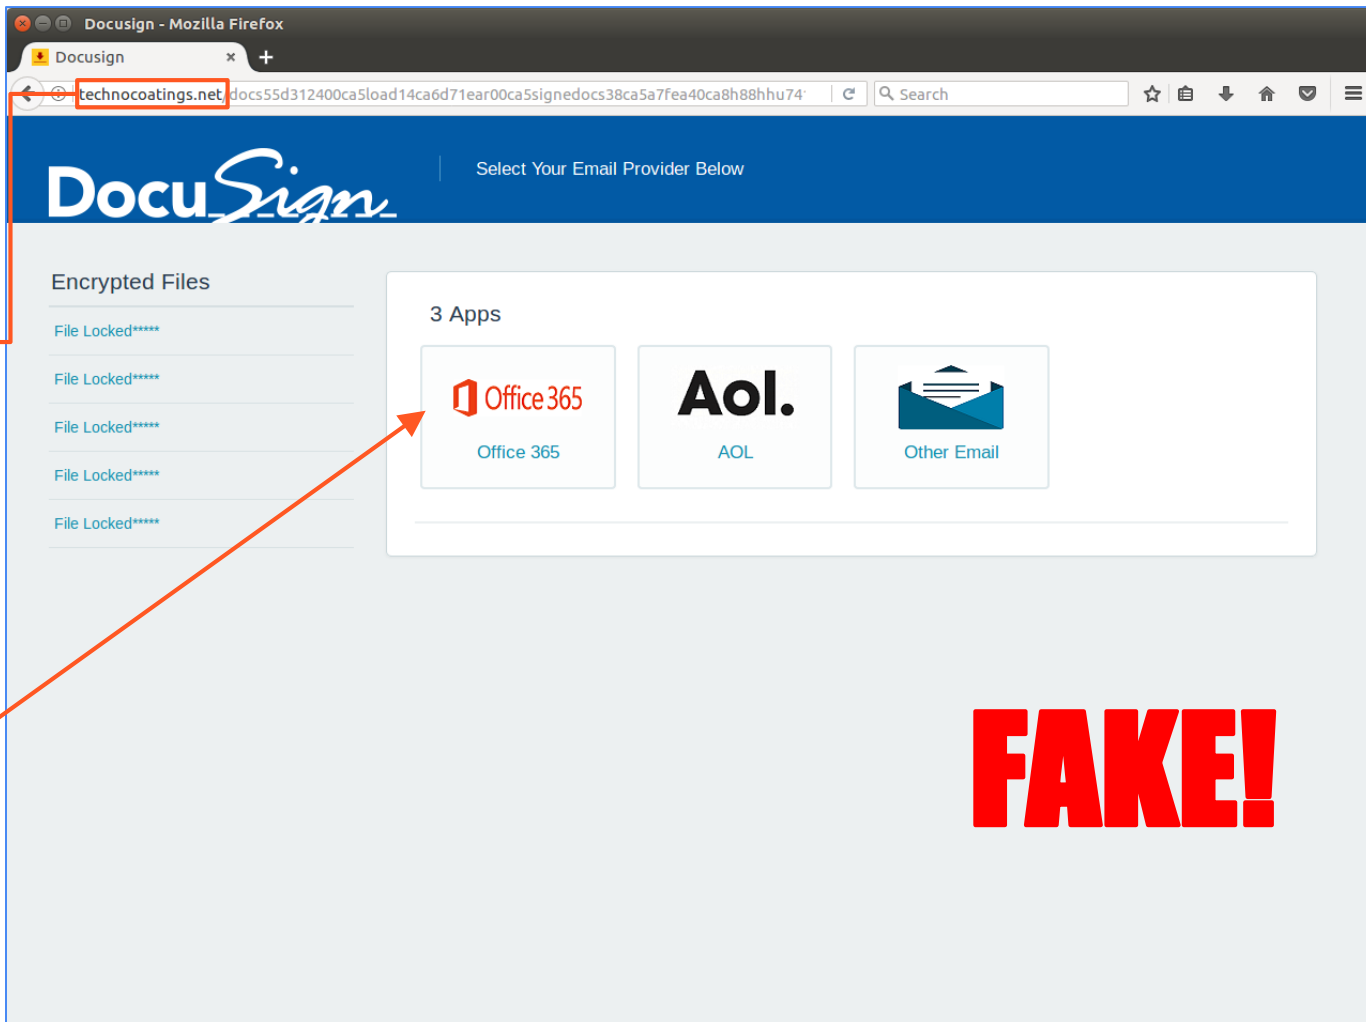 Docusign - Mozilla Firefox
Docusign
technocoatings.net/docs55d312400ca5load14ca6d71ear00ca5signedocs38ca5a7fea40ca8h88hhu74
Search
DocuSign
Select Your Email Provider Below
Encrypted Files
File Locked*****
File Locked*****
File Locked*****
File Locked*****
File Locked*****
3 Apps
Office 365
Aol.
Office 365
AOL
Other Email
FAKE!